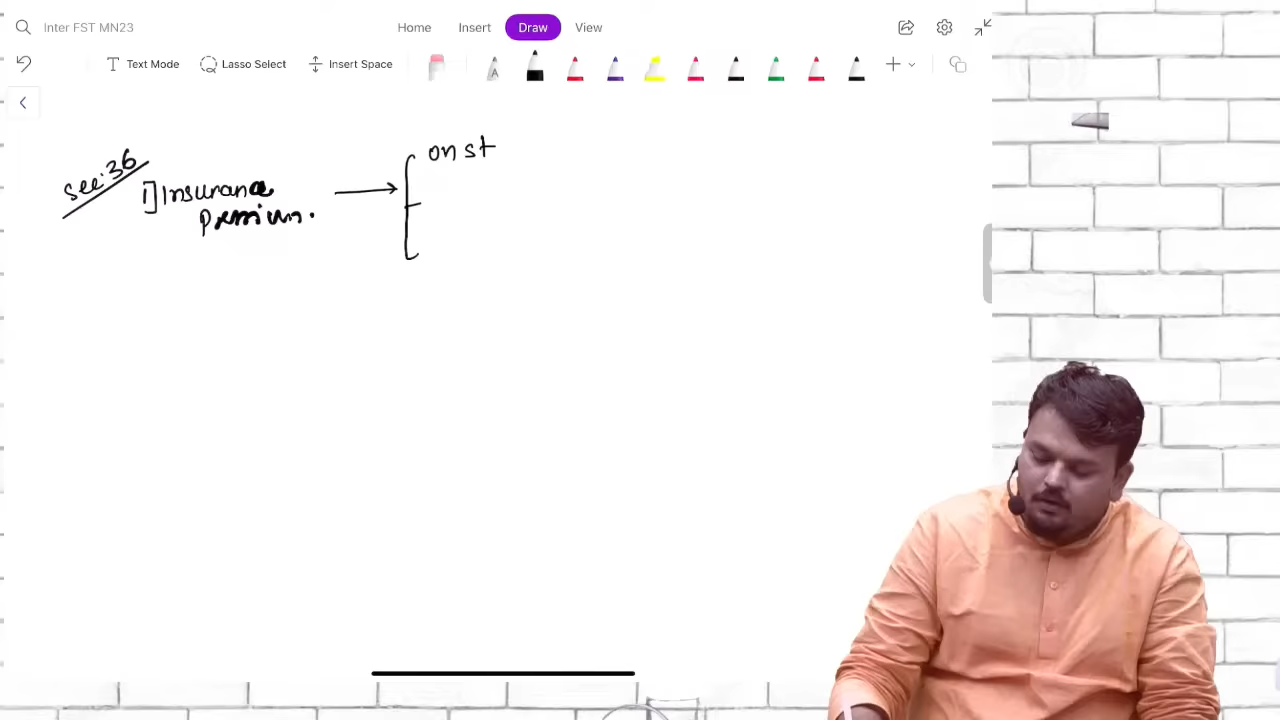 Inter FST MN23
Home Insert Draw View
Text Mode Lasso Select Insert Space
A
Sec:36
1] Insurance
premium.
on st